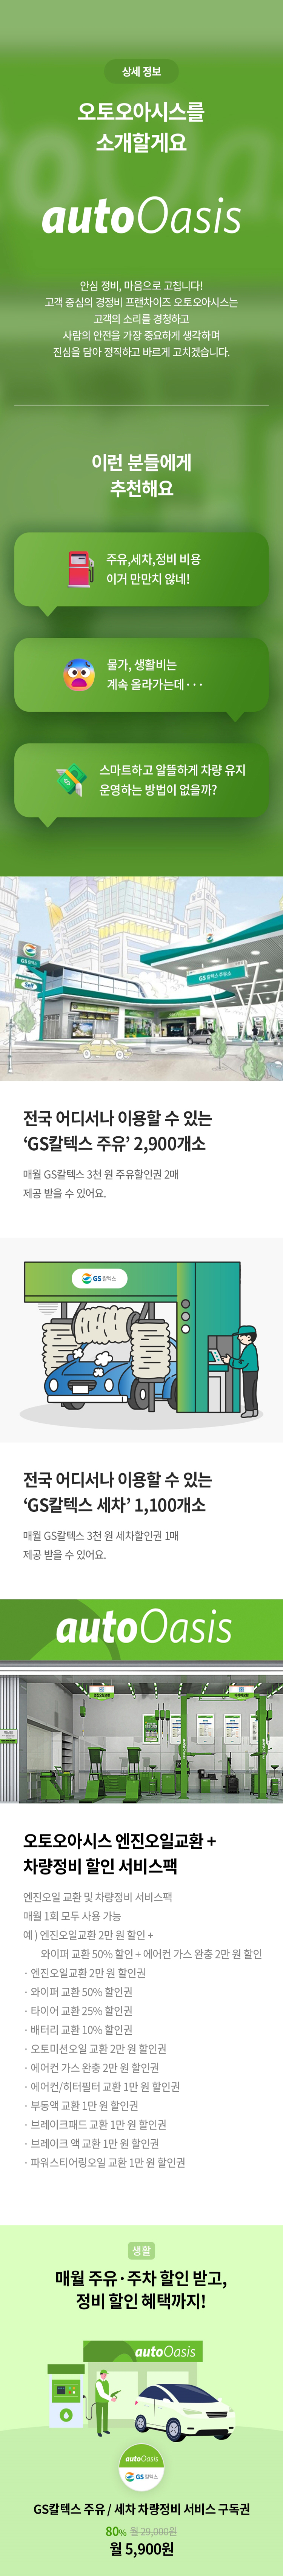 상세 정보
오토오아시스를
소개할게요
autoOasis
안심 정비, 마음으로 고칩니다!
고객 중심의 경정비 프랜차이즈 오토오아시스는
고객의 소리를 경청하고
사람의 안전을 가장 중요하게 생각하며
진심을 담아 정직하고 바르게 고치겠습니다.
이런 분들에게
추천해요
주유,세차,정비 비용
이거 만만치 않네!
물가, 생활비는
계속 올라가는데···
스마트하고 알뜰하게 차량 유지
운영하는 방법이 없을까?
GS칼텍스
GS칼텍스 주유소
전국 어디서나 이용할 수 있는
‘GS칼텍스 주유’ 2,900개소
매월 GS칼텍스 3천 원 주유할인권 2매
제공 받을 수 있어요.
GS칼텍스
전국 어디서나 이용할 수 있는
‘GS칼텍스 세차’ 1,100개소
매월 GS칼텍스 3천 원 세차할인권 1매
제공 받을 수 있어요.
autoOasis
오토오아시스 엔진오일교환 +
차량정비 할인 서비스팩
엔진오일 교환 및 차량정비 서비스팩
매월 1회 모두 사용 가능
예 ) 엔진오일교환 2만 원 할인 +
와이퍼 교환 50% 할인 + 에어컨 가스 완충 2만 원 할인
· 엔진오일교환 2만 원 할인권
· 와이퍼 교환 50% 할인권
· 타이어 교환 25% 할인권
· 배터리 교환 10% 할인권
· 오토미션오일 교환 2만 원 할인권
· 에어컨 가스 완충 2만 원 할인권
· 에어컨/히터필터 교환 1만 원 할인권
· 부동액 교환 1만 원 할인권
· 브레이크패드 교환 1만 원 할인권
· 브레이크 액 교환 1만 원 할인권
· 파워스티어링오일 교환 1만 원 할인권
생활
매월 주유·주차 할인 받고,
정비 할인 혜택까지!
autoOasis
autoOasis
GS칼텍스
GS칼텍스 주유 / 세차 차량정비 서비스 구독권
80% 월 29,000원
월 5,900원